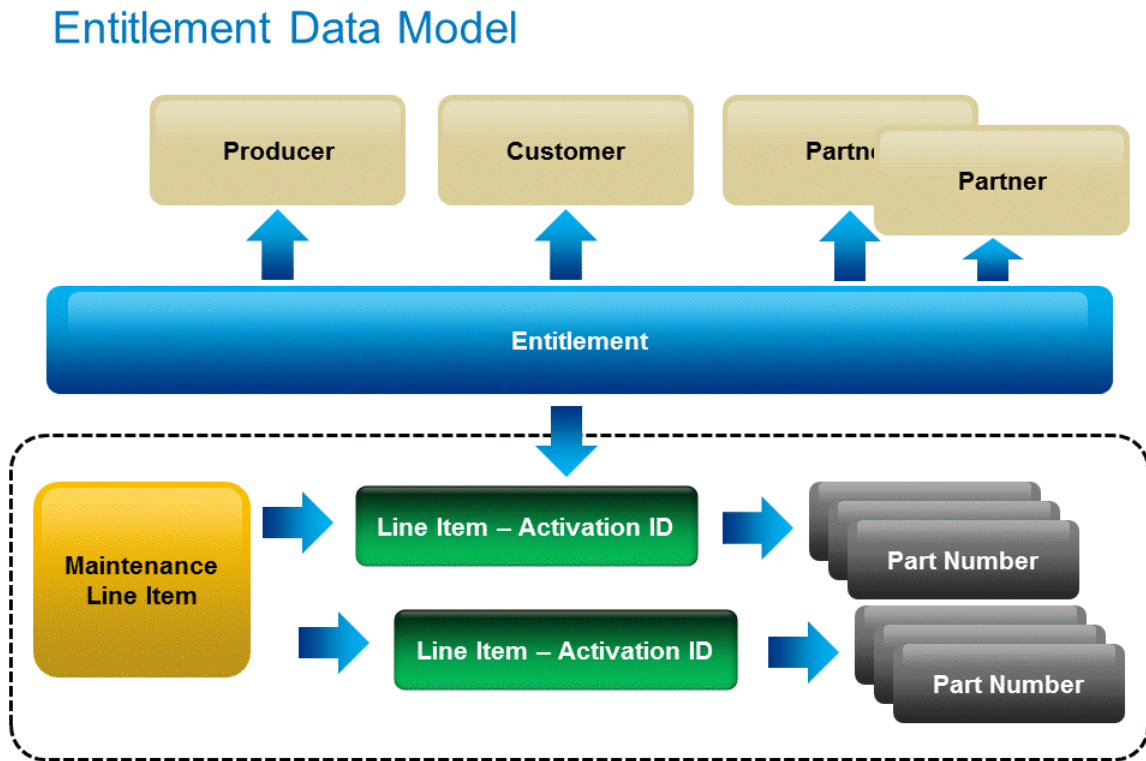 Entitlement Data Model
Producer
Customer
Partne
Partner
Entitlement
Maintenance
Line Item
Line Item – Activation ID
Part Number
Line Item – Activation ID
Part Number